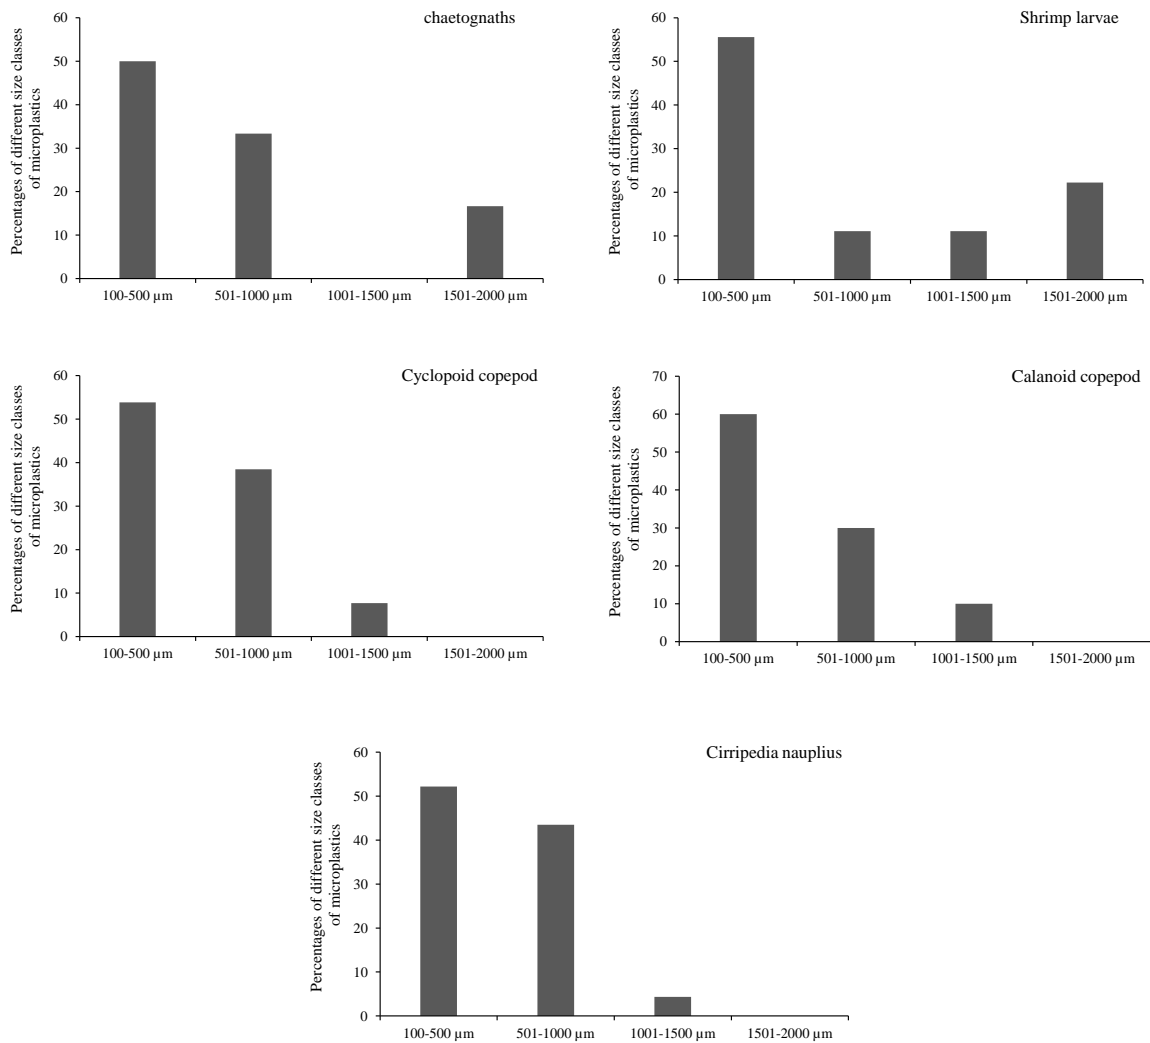 chaetognaths
Percentages of different size classes
of microplastics
60
50
40
30
20
10
0
100-500 µm 501-1000 µm 1001-1500 µm 1501-2000 µm
Shrimp larvae
Percentages of different size classes
of microplastics
60
50
40
30
20
10
0
100-500 µm 501-1000 µm 1001-1500 µm 1501-2000 µm
Cyclopoid copepod
Percentages of different size classes
of microplastics
60
50
40
30
20
10
0
100-500 µm 501-1000 µm 1001-1500 µm 1501-2000 µm
Calanoid copepod
Percentages of different size classes
of microplastics
70
60
50
40
30
20
10
0
100-500 µm 501-1000 µm 1001-1500 µm 1501-2000 µm
Cirripedia nauplius
Percentages of different size classes
of microplastics
60
50
40
30
20
10
0
100-500 µm 501-1000 µm 1001-1500 µm 1501-2000 µm